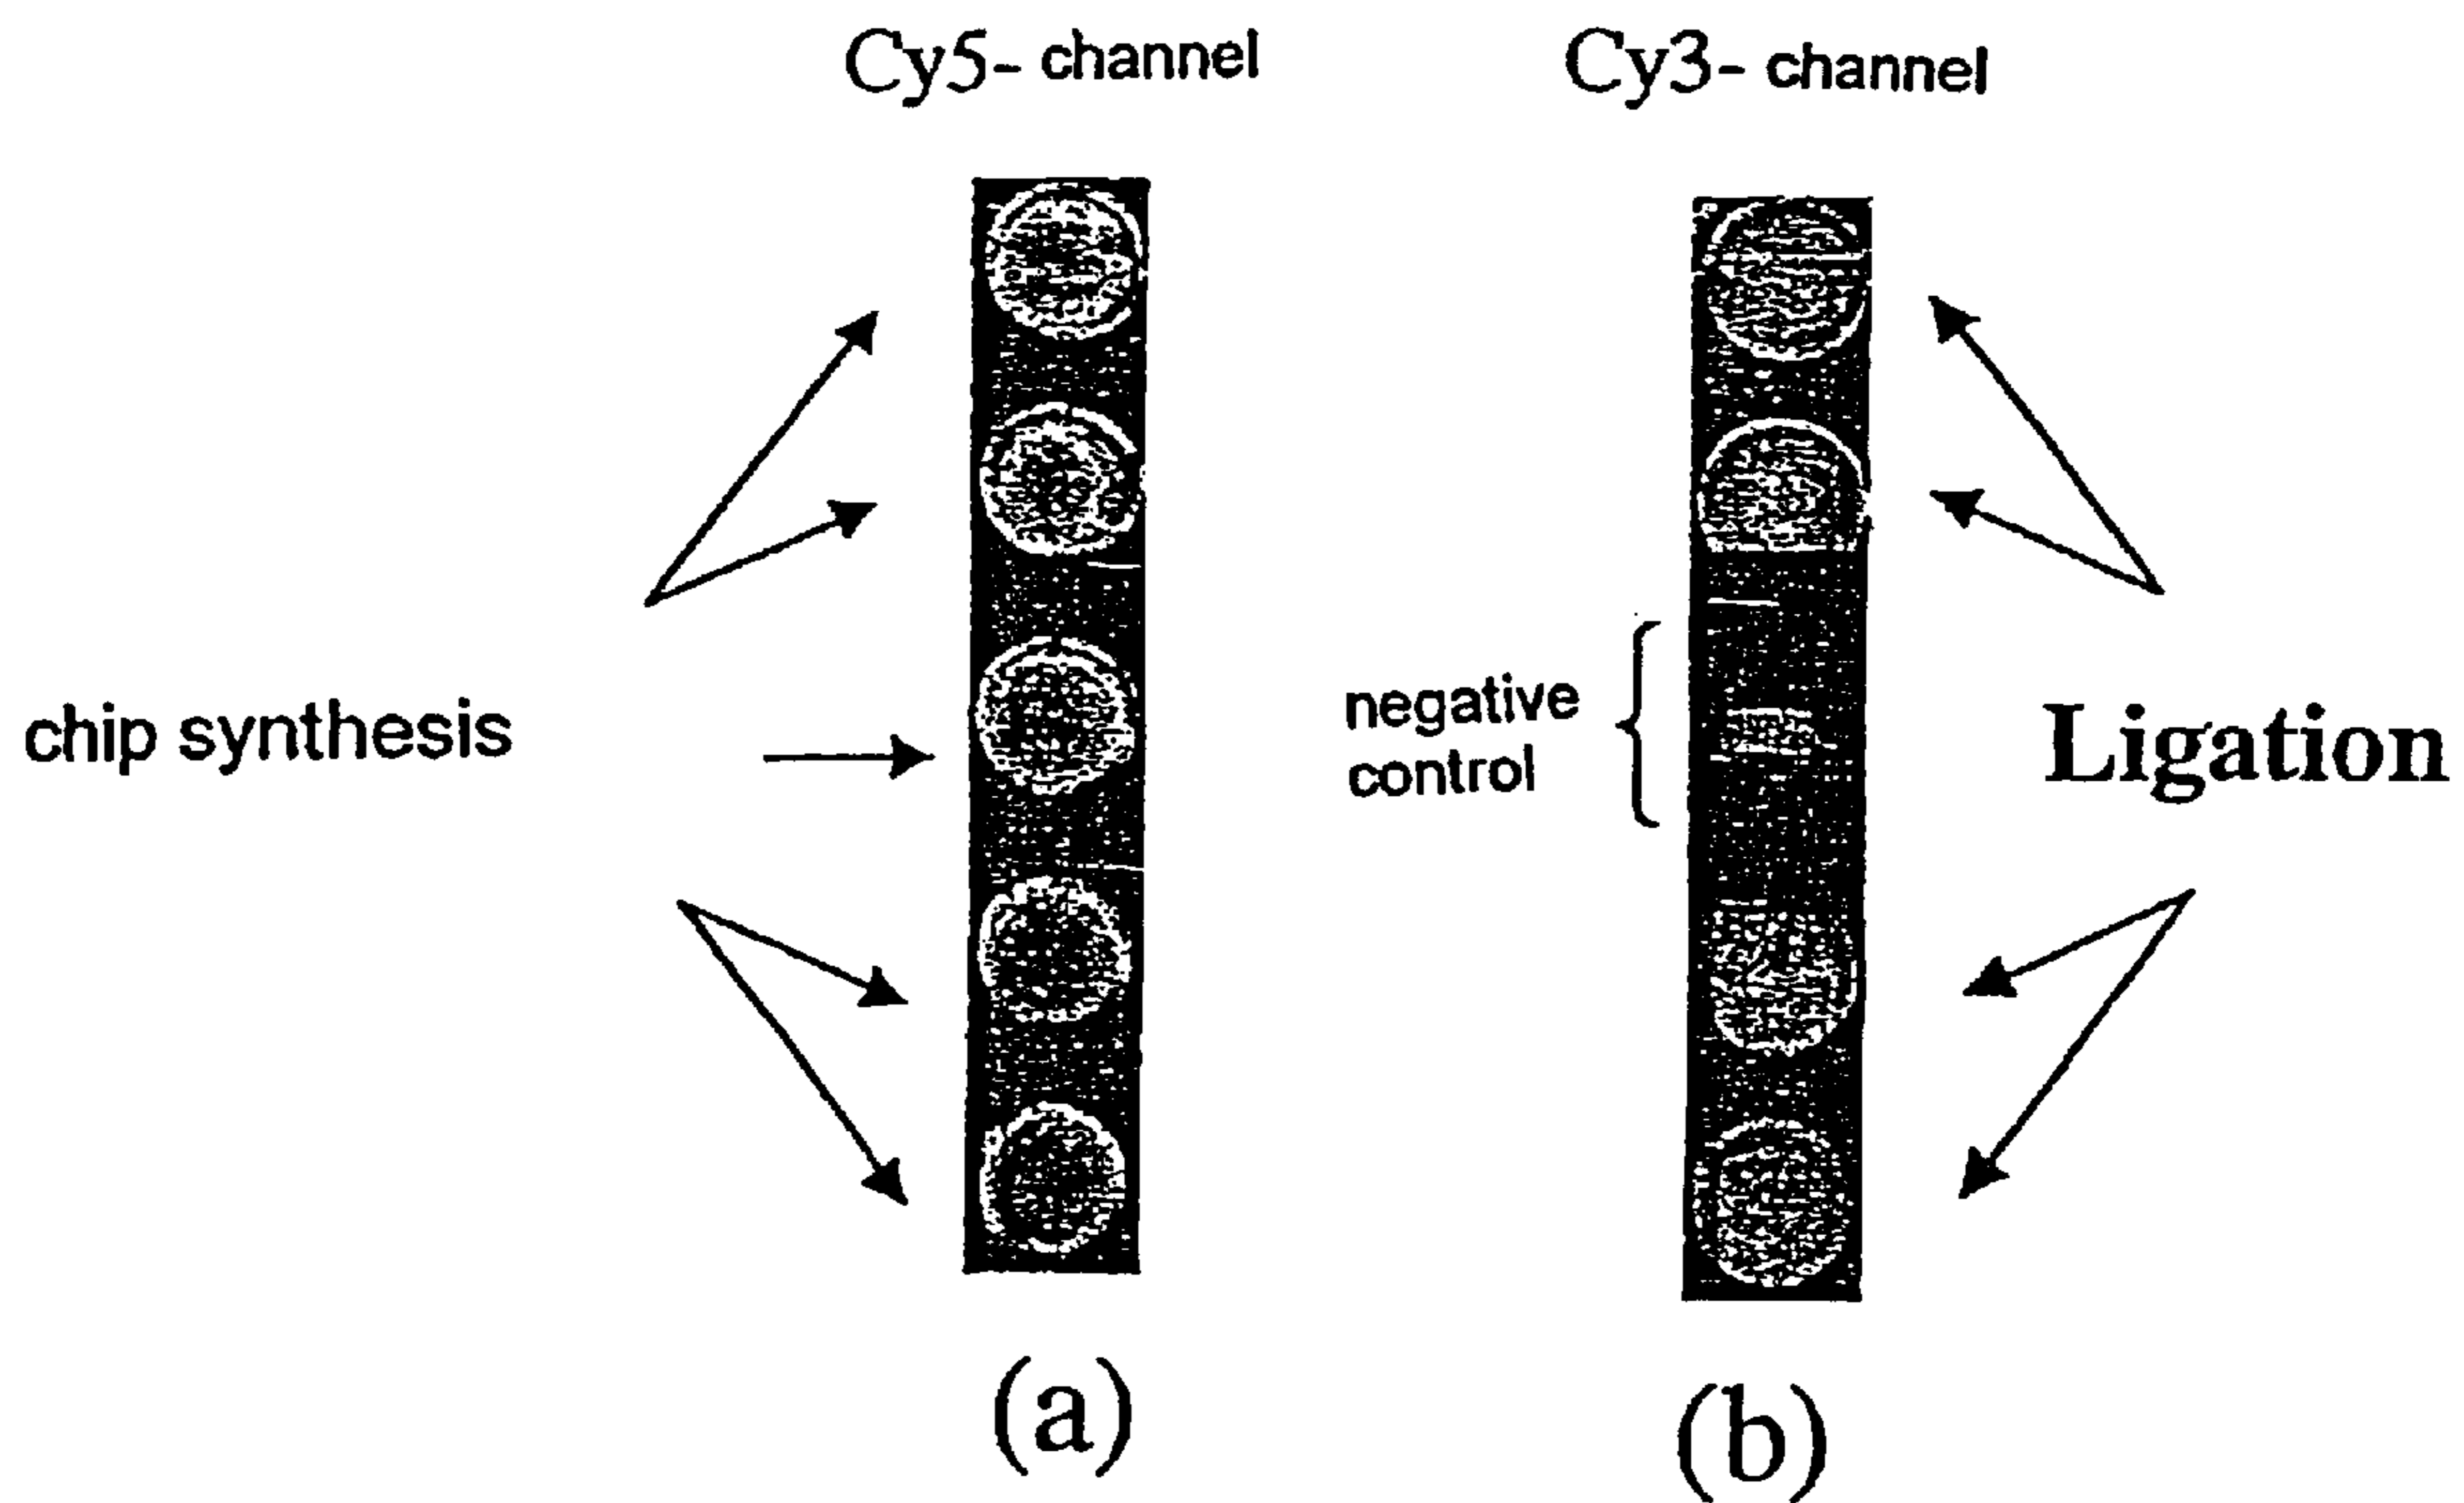 Cy5- channel
Cy3- channel
chip synthesis
negative
control
Ligation
(a)
(b)